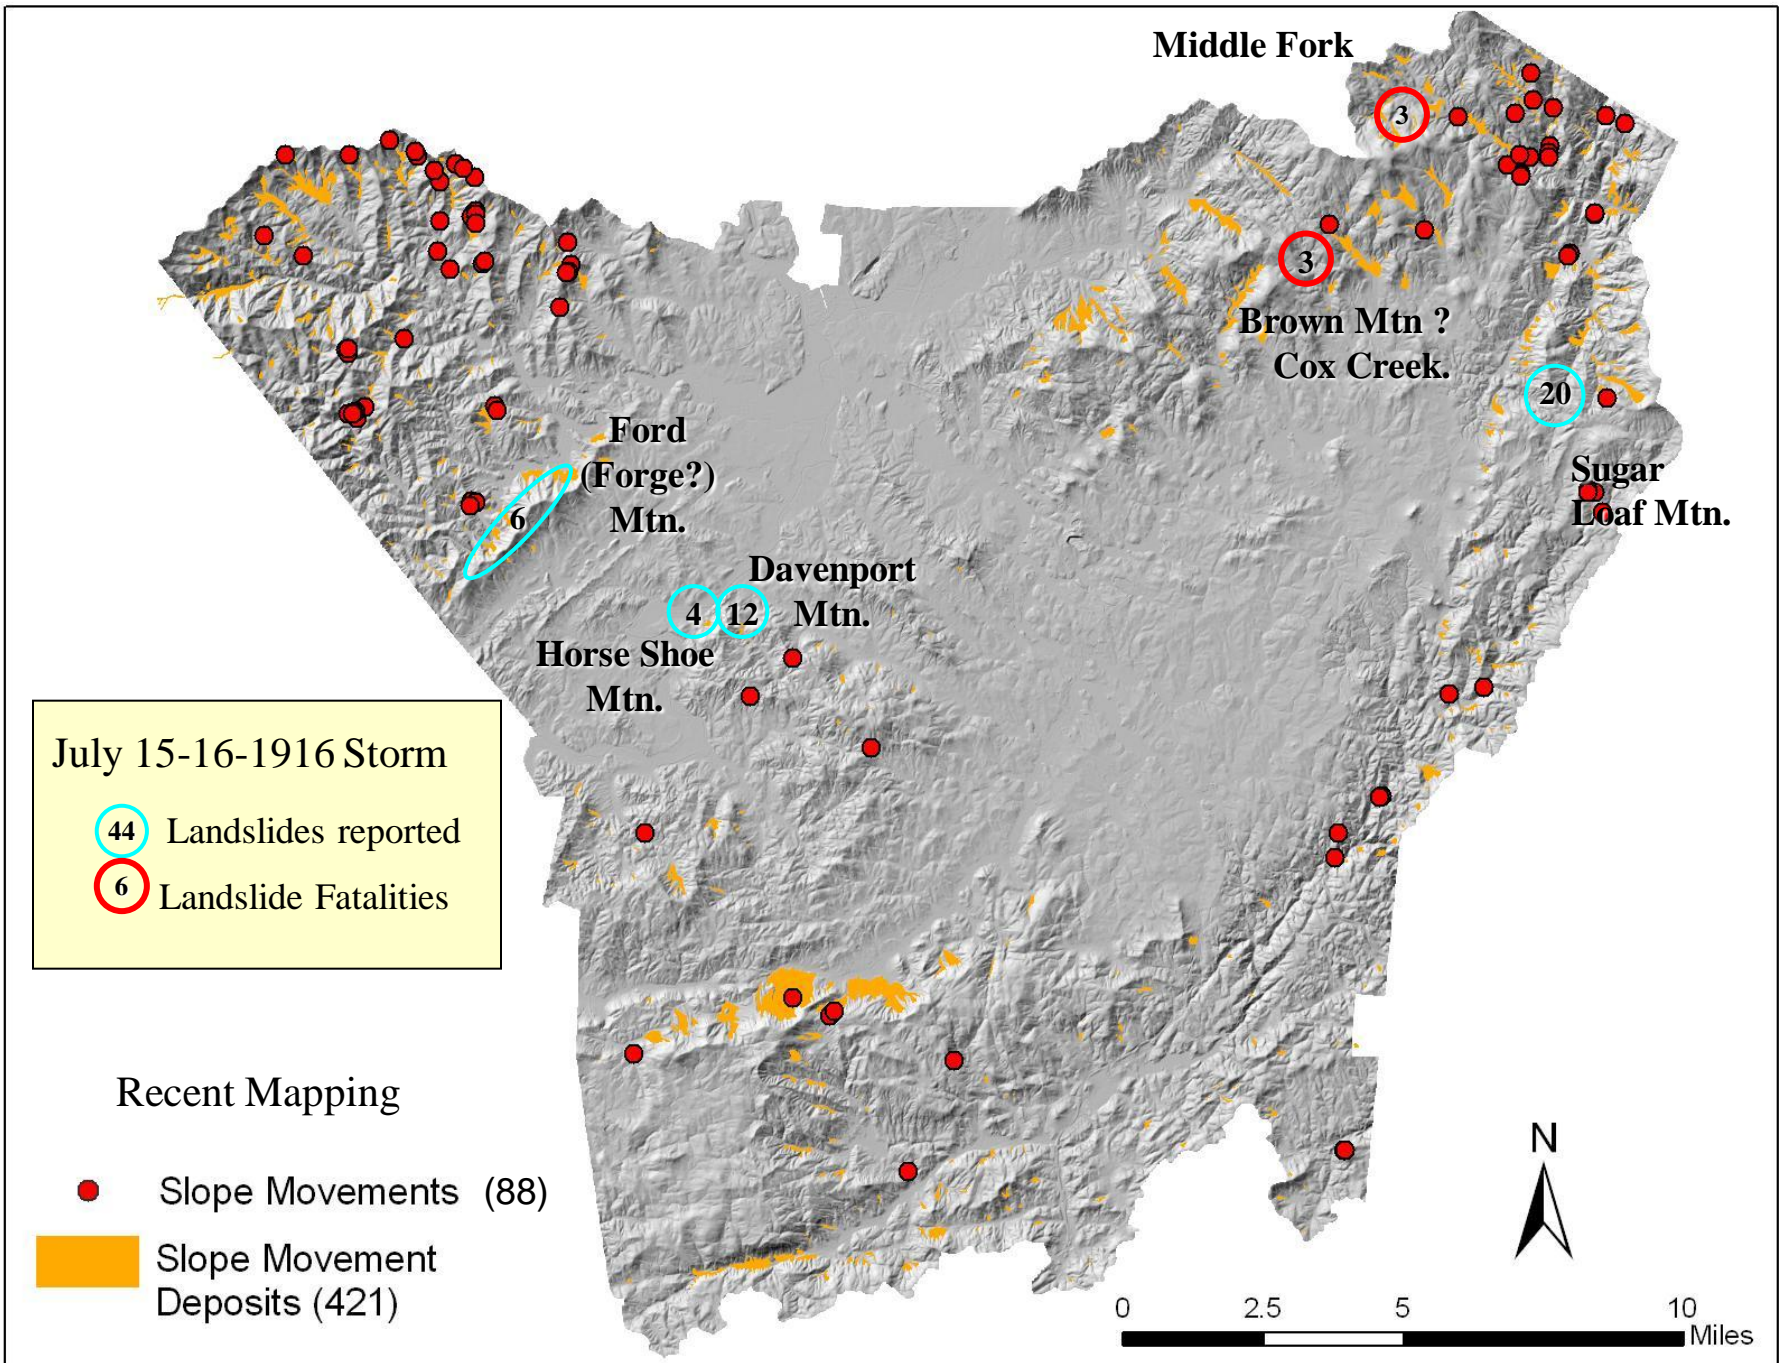 Middle Fork
3
3
Brown Mtn ?
Cox Creek.
20
Ford
(Forge?)
Mtn.
6
Sugar
Loaf Mtn.
Davenport
Mtn.
4
12
Horse Shoe
Mtn.
July 15-16-1916 Storm
44 Landslides reported
6 Landslide Fatalities
Recent Mapping
Slope Movements (88)
Slope Movement
Deposits (421)
N
0 2.5 5 10
Miles